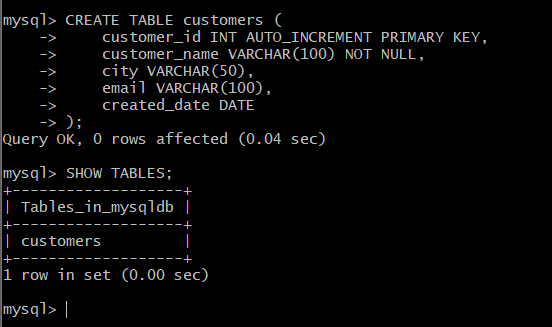 mysql> CREATE TABLE customers (
    ->     customer_id INT AUTO_INCREMENT PRIMARY KEY,
    ->     customer_name VARCHAR(100) NOT NULL,
    ->     city VARCHAR(50),
    ->     email VARCHAR(100),
    ->     created_date DATE
    -> );
Query OK, 0 rows affected (0.04 sec)

mysql> SHOW TABLES;
+-------------------+
| Tables_in_mysqldb |
+-------------------+
| customers         |
+-------------------+
1 row in set (0.00 sec)

mysql>